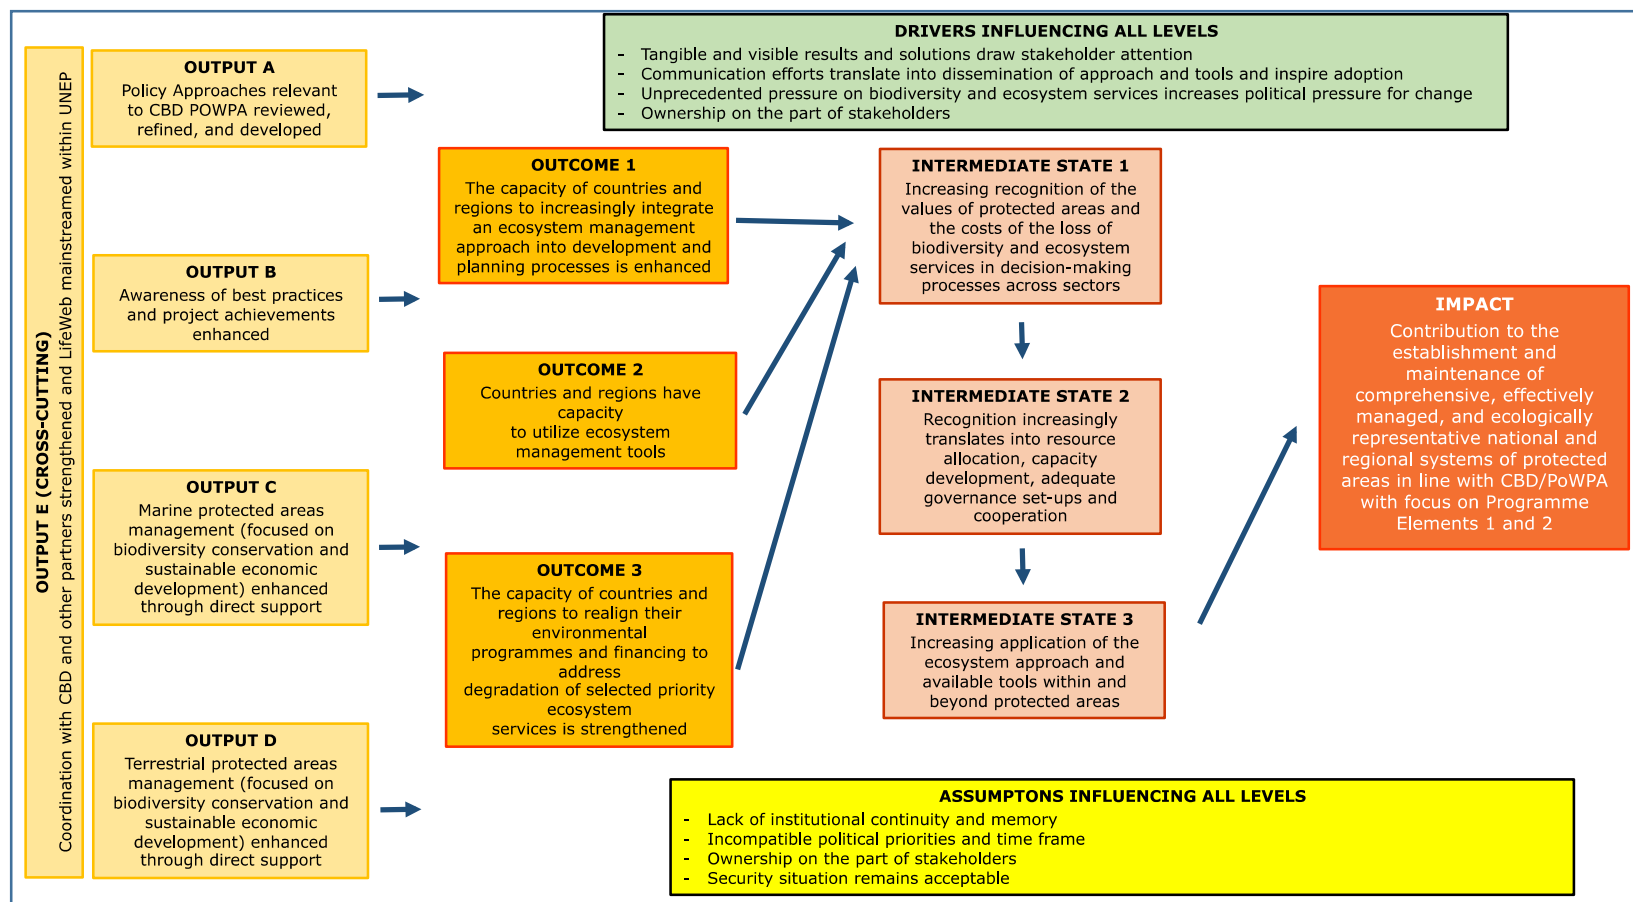 OUTPUT E (CROSS-CUTTING)
Coordination with CBD and other partners strengthened and LifeWeb mainstreamed within UNEP
OUTPUT A
Policy Approaches relevant
to CBD POWPA reviewed,
refined, and developed
OUTPUT B
Awareness of best practices
and project achievements
enhanced
OUTPUT C
Marine protected areas
management (focused on
biodiversity conservation and
sustainable economic
development) enhanced
through direct support
OUTPUT D
Terrestrial protected areas
management (focused on
biodiversity conservation and
sustainable economic
development) enhanced
through direct support
DRIVERS INFLUENCING ALL LEVELS
- Tangible and visible results and solutions draw stakeholder attention
- Communication efforts translate into dissemination of approach and tools and inspire adoption
- Unprecedented pressure on biodiversity and ecosystem services increases political pressure for change
- Ownership on the part of stakeholders
OUTCOME 1
The capacity of countries and
regions to increasingly integrate
an ecosystem management
approach into development and
planning processes is enhanced
OUTCOME 2
Countries and regions have
capacity
to utilize ecosystem
management tools
OUTCOME 3
The capacity of countries and
regions to realign their
environmental
programmes and financing to
address
degradation of selected priority
ecosystem
services is strengthened
INTERMEDIATE STATE 1
Increasing recognition of the
values of protected areas and
the costs of the loss of
biodiversity and ecosystem
services in decision-making
processes across sectors
INTERMEDIATE STATE 2
Recognition increasingly
translates into resource
allocation, capacity
development, adequate
governance set-ups and
cooperation
INTERMEDIATE STATE 3
Increasing application of the
ecosystem approach and
available tools within and
beyond protected areas
IMPACT
Contribution to the
establishment and
maintenance of
comprehensive, effectively
managed, and ecologically
representative national and
regional systems of protected
areas in line with CBD/PoWPA
with focus on Programme
Elements 1 and 2
ASSUMPTONS INFLUENCING ALL LEVELS
- Lack of institutional continuity and memory
- Incompatible political priorities and time frame
- Ownership on the part of stakeholders
- Security situation remains acceptable